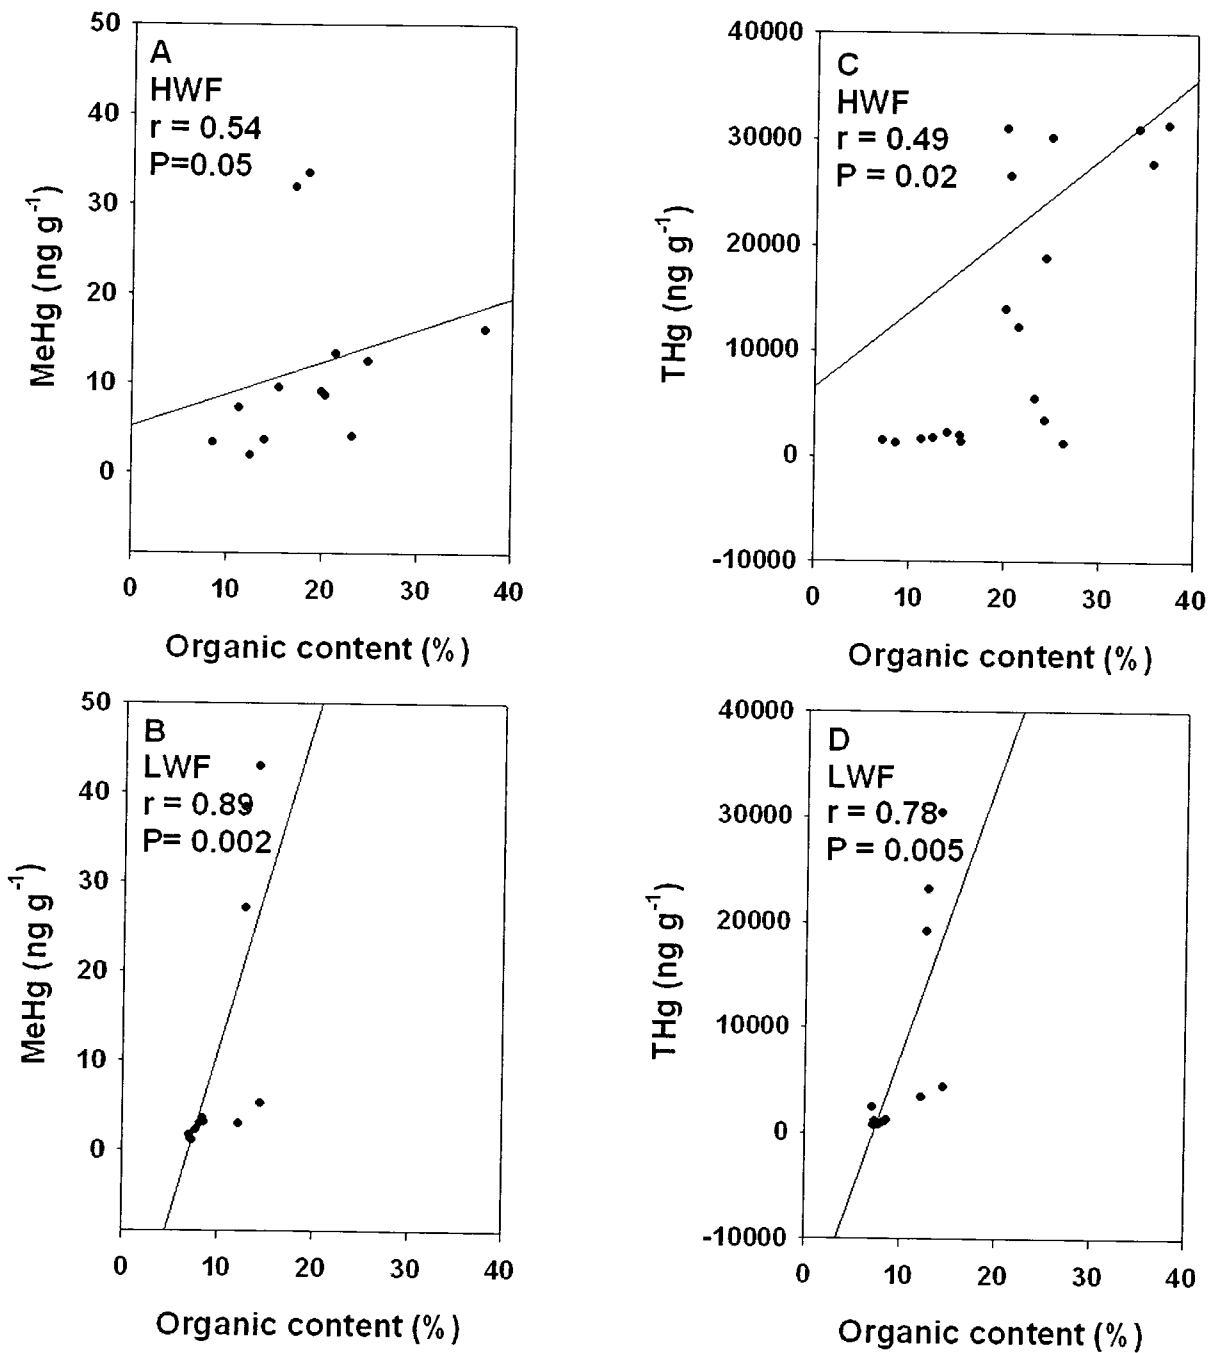 A
HWF
r = 0.54
P=0.05
50
40
30
20
10
0
MeHg (ng g⁻¹)
0 10 20 30 40
Organic content (%)
C
HWF
r = 0.49
P = 0.02
40000
30000
20000
10000
0
-10000
THg (ng g⁻¹)
0 10 20 30 40
Organic content (%)
B
LWF
r = 0.89
P= 0.002
50
40
30
20
10
0
MeHg (ng g⁻¹)
0 10 20 30 40
Organic content (%)
D
LWF
r = 0.78
P = 0.005
40000
30000
20000
10000
0
-10000
THg (ng g⁻¹)
0 10 20 30 40
Organic content (%)